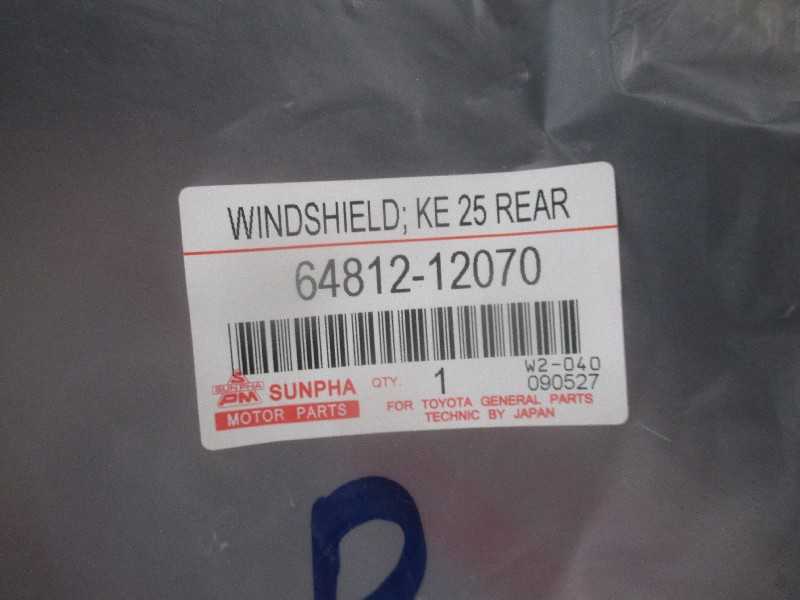 WINDSHIELD; KE 25 REAR
64812-12070
W2-040
SUNPHA
SPM
SUNPHA QTY. 1 090527
MOTOR PARTS FOR TOYOTA GENERAL PARTS
TECHNIC BY JAPAN
R